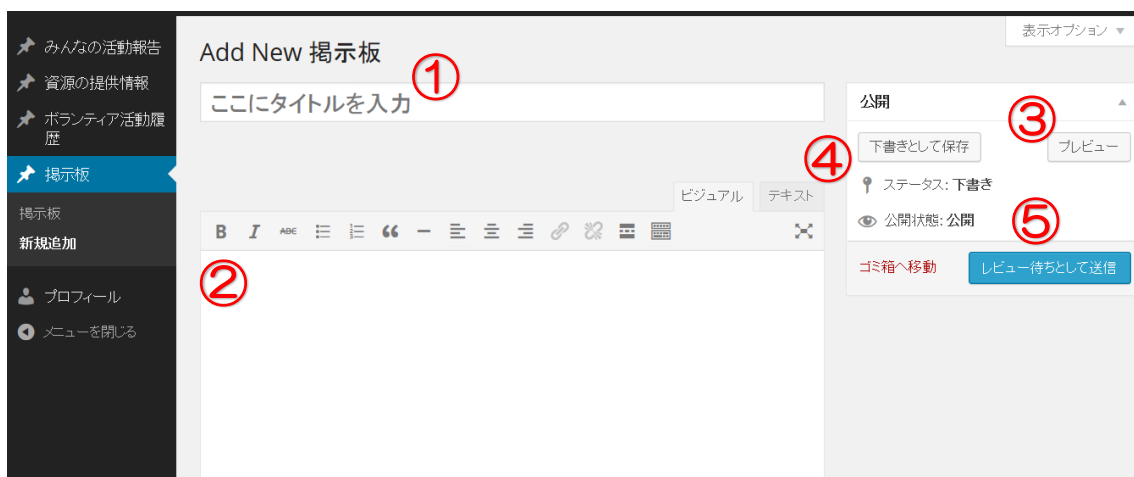 みんなの活動報告
資源の提供情報
ボランティア活動履
歴
掲示板
掲示板
新規追加
プロフィール
メニューを閉じる
表示オプション ▼
Add New 掲示板
①
ここにタイトルを入力
ビジュアル テキスト
B I ABC
②
公開 ▲
③
④
下書きとして保存 プレビュー
ステータス: 下書き
公開状態: 公開
⑤
ゴミ箱へ移動 レビュー待ちとして送信